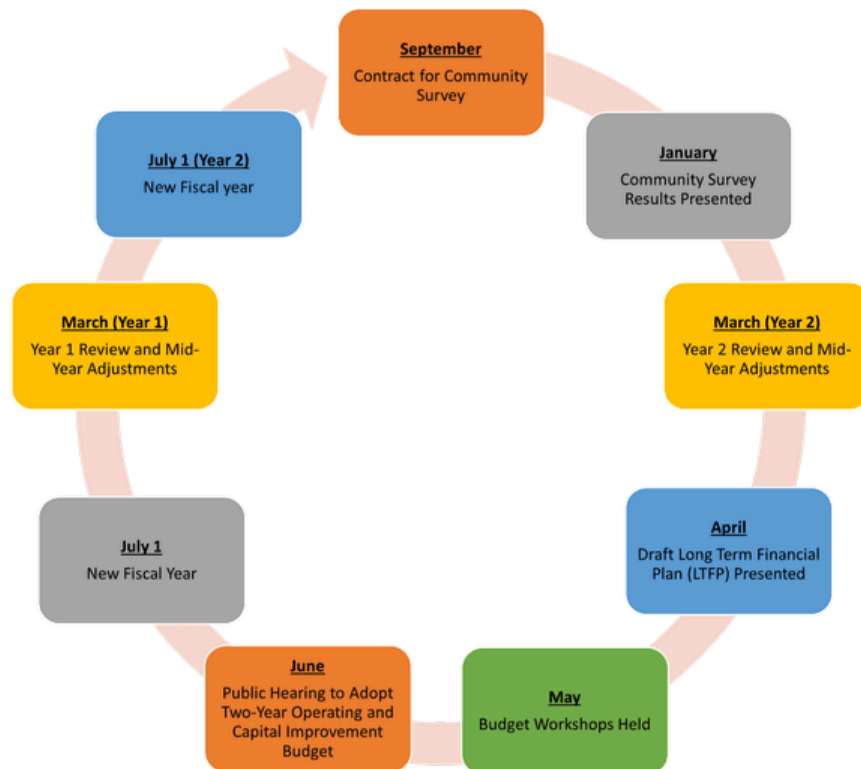 September
Contract for Community
Survey
January
Community Survey
Results Presented
March (Year 2)
Year 2 Review and Mid-
Year Adjustments
April
Draft Long Term Financial
Plan (LTFP) Presented
May
Budget Workshops Held
June
Public Hearing to Adopt
Two-Year Operating and
Capital Improvement
Budget
July 1
New Fiscal Year
March (Year 1)
Year 1 Review and Mid-
Year Adjustments
July 1 (Year 2)
New Fiscal year